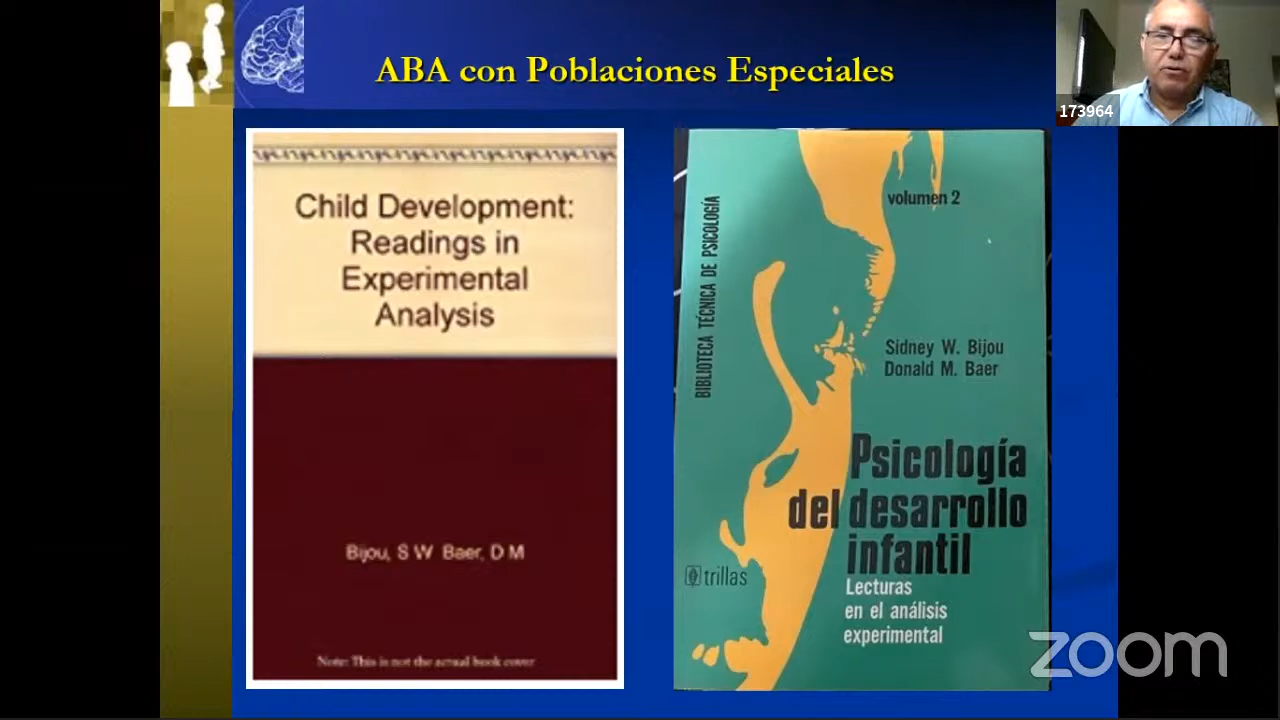 ABA con Poblaciones Especiales
173964
Child Development:
Readings in
Experimental
Analysis
Bijou, S W Baer, D M
Note: This is not the actual book cover
BIBLIOTECA TÉCNICA DE PSICOLOGÍA
volumen 2
Sidney W. Bijou
Donald M. Baer
Psicología
del desarrollo
infantil
Lecturas
en el análisis
experimental
trillas
zoom